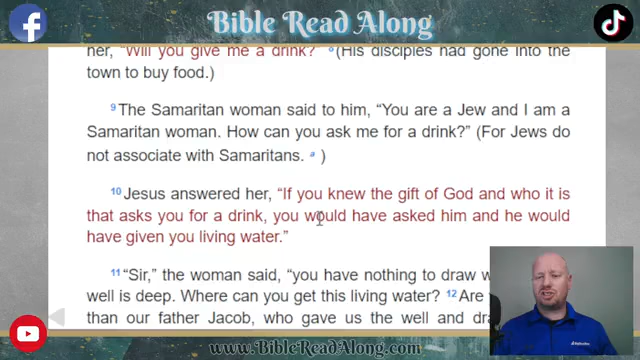 Bible Read Along
her, “Will you give me a drink?” (His disciples had gone into the
town to buy food.)
9 The Samaritan woman said to him, “You are a Jew and I am a
Samaritan woman. How can you ask me for a drink?” (For Jews do
not associate with Samaritans. a )
10 Jesus answered her, “If you knew the gift of God and who it is
that asks you for a drink, you would have asked him and he would
have given you living water.”
11 “Sir,” the woman said, “you have nothing to draw
well is deep. Where can you get this living water? 12 Are
than our father Jacob, who gave us the well and
www.BibleReadAlong.com